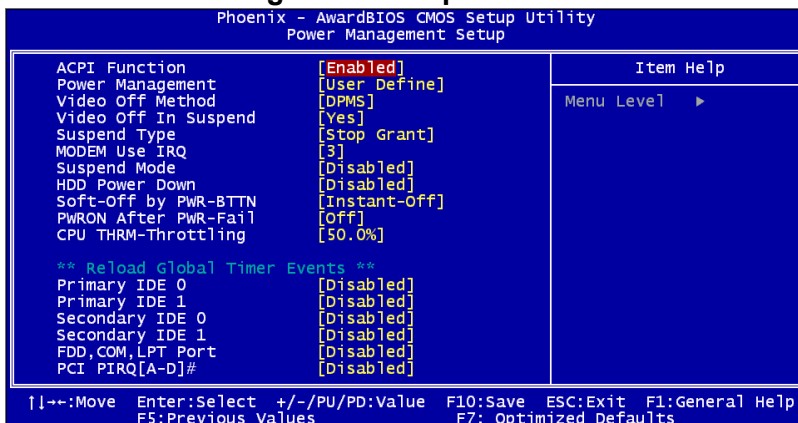 Phoenix - AwardBIOS CMOS Setup Utility
Power Management Setup
ACPI Function [Enabled]
Power Management [User Define]
Video Off Method [DPMS]
Video Off In Suspend [Yes]
Suspend Type [Stop Grant]
MODEM Use IRQ [3]
Suspend Mode [Disabled]
HDD Power Down [Disabled]
Soft-Off by PWR-BTTN [Instant-Off]
PWRON After PWR-Fail [Off]
CPU THRM-Throttling [50.0%]
** Reload Global Timer Events **
Primary IDE 0 [Disabled]
Primary IDE 1 [Disabled]
Secondary IDE 0 [Disabled]
Secondary IDE 1 [Disabled]
FDD,COM,LPT Port [Disabled]
PCI PIRQ[A-D]# [Disabled]
Item Help
Menu Level ▶
↑↓→←:Move Enter:Select +/-/PU/PD:Value F10:Save ESC:Exit F1:General Help
F5:Previous Values F7: Optimized Defaults